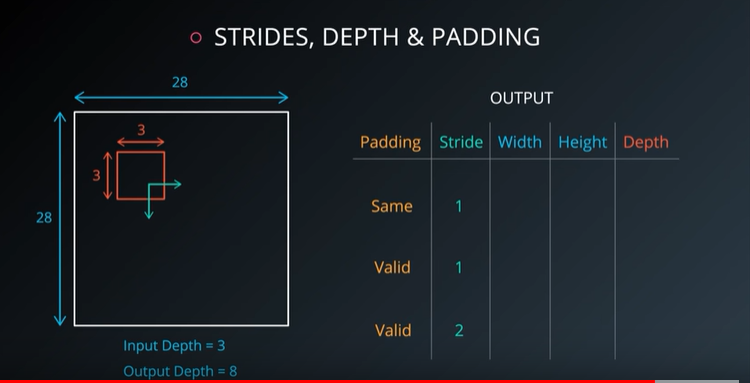 STRIDES, DEPTH & PADDING
28
3
3
28
Input Depth = 3
Output Depth = 8
OUTPUT
Padding Stride Width Height Depth
Same 1
Valid 1
Valid 2